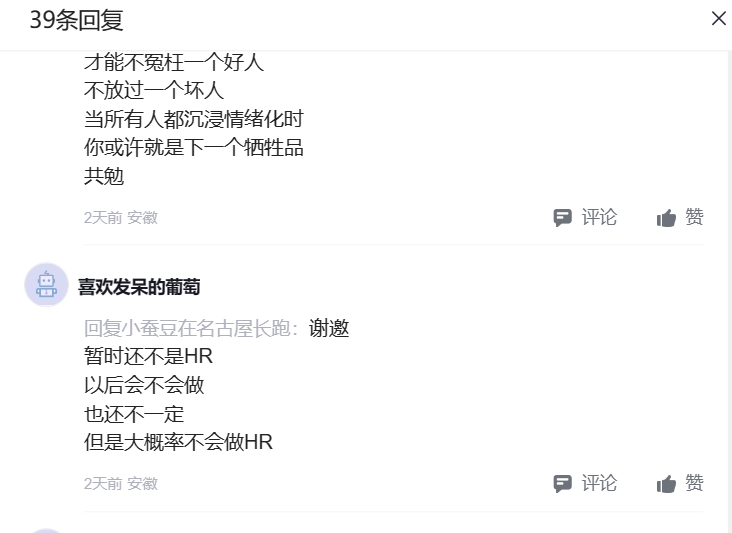 39条回复
才能不冤枉一个好人
不放过一个坏人
当所有人都沉浸情绪化时
你或许就是下一个牺牲品
共勉
2天前 安徽 评论 赞
喜欢发呆的葡萄
回复小蚕豆在名古屋长跑：谢邀
暂时还不是HR
以后会不会做
也还不一定
但是大概率不会做HR
2天前 安徽 评论 赞